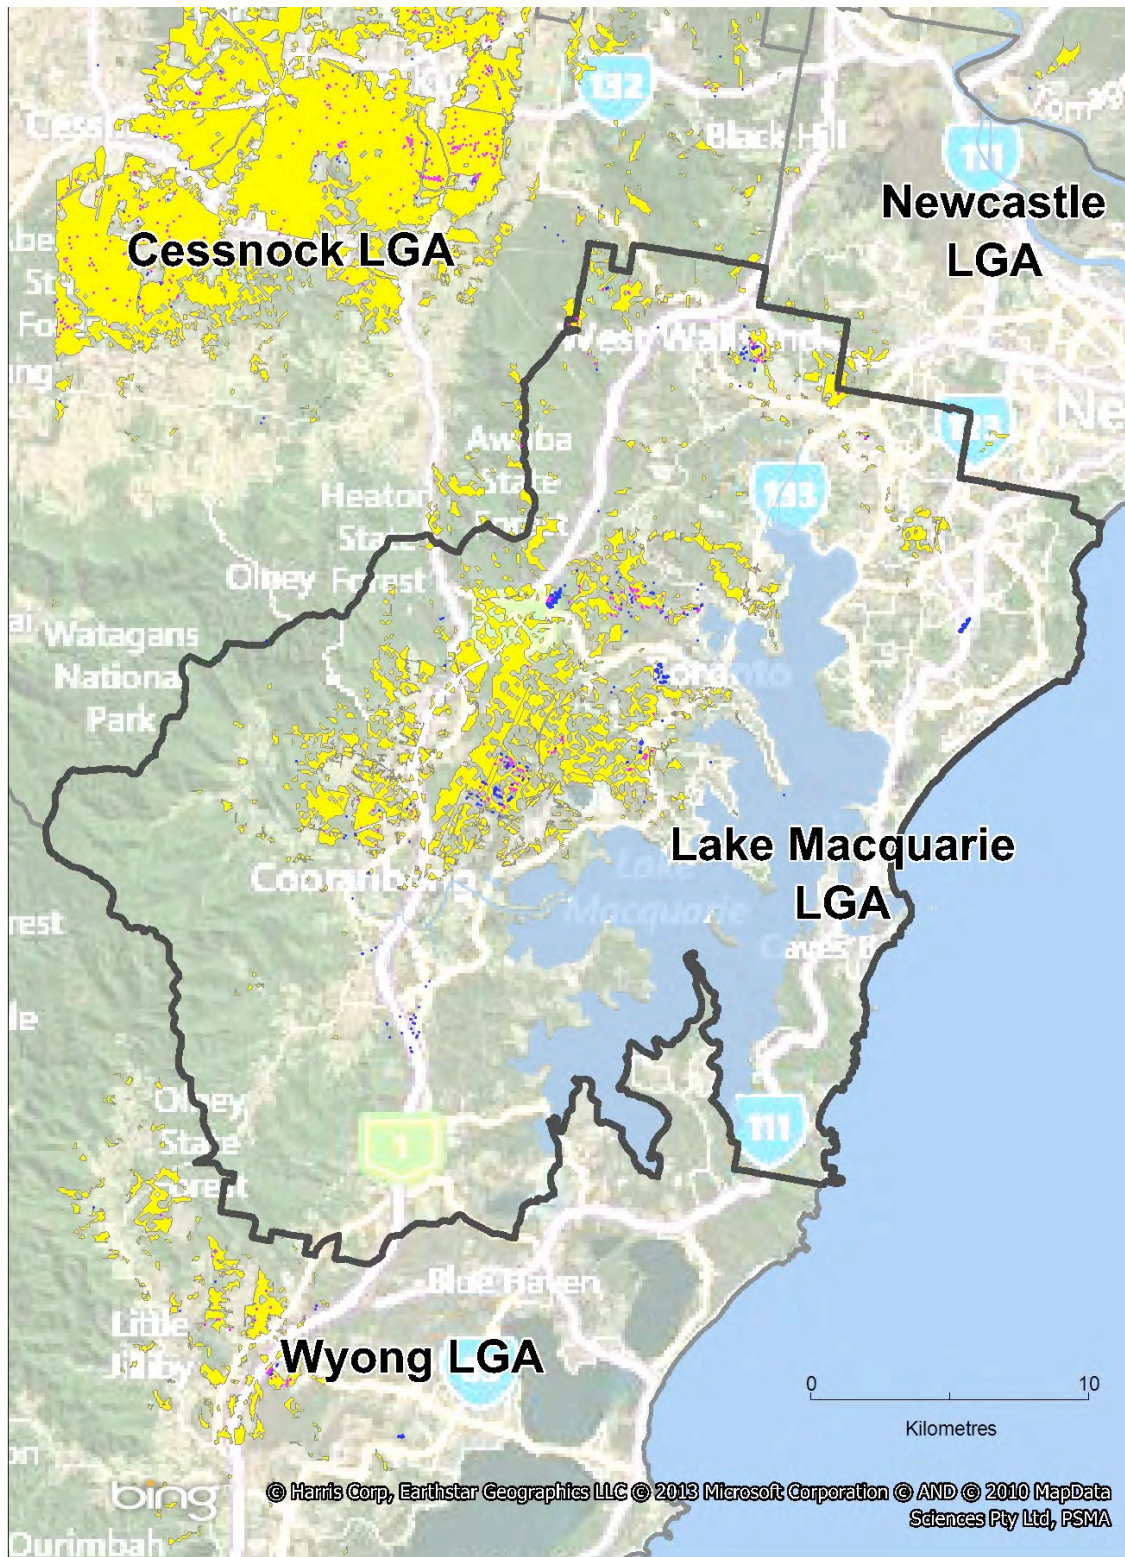 132
Cessn
Black Hill
Newcastle
LGA
111
Cessnock LGA
West Wallsend
Awaba
State
133
Heaton
State
Forest
Olney
Watagans
National
Park
Toronto
Lake Macquarie
LGA
Lake
Macquarie
Cooranbong
Olney
State
Forest
1
111
Blue Haven
Little
Jilliby
Wyong LGA
0 10
Kilometres
bing
© Harris Corp, Earthstar Geographics LLC © 2013 Microsoft Corporation © AND © 2010 MapData
Sciences Pty Ltd, PSMA
Ourimbah